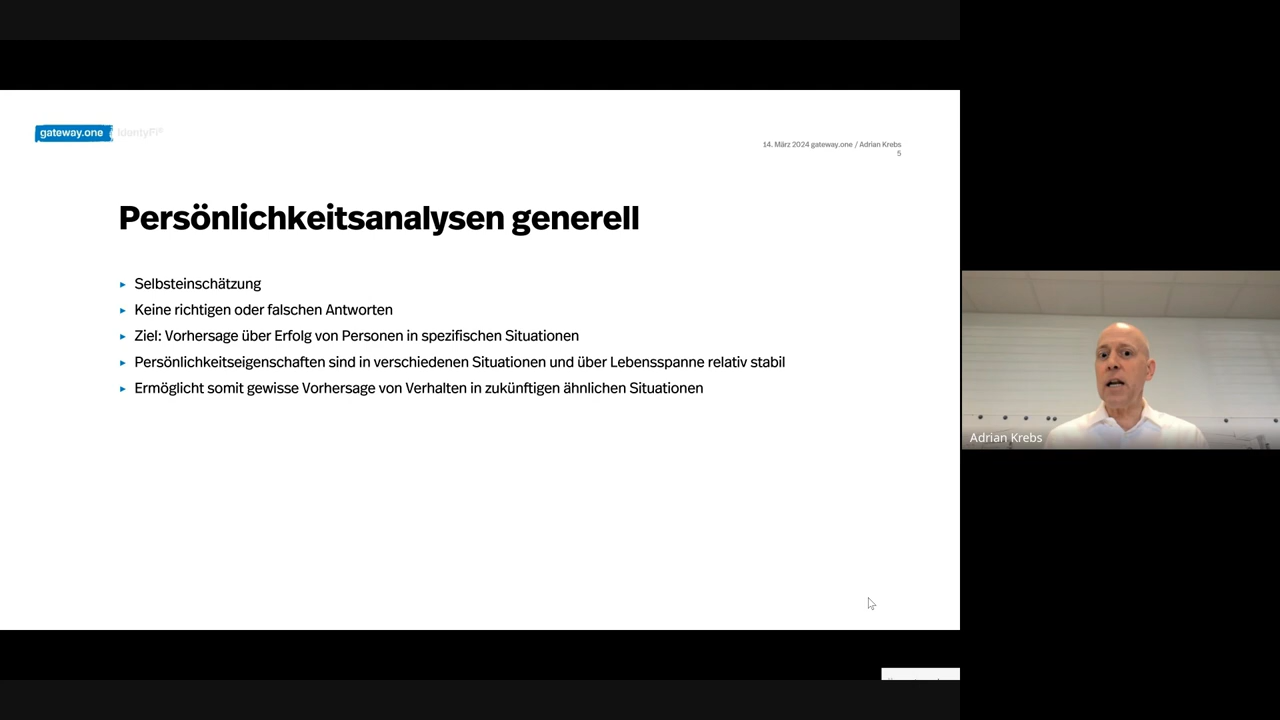 gateway.one IdentyFi®
14. März 2024 gateway.one / Adrian Krebs
5
Persönlichkeitsanalysen generell
▸ Selbsteinschätzung
▸ Keine richtigen oder falschen Antworten
▸ Ziel: Vorhersage über Erfolg von Personen in spezifischen Situationen
▸ Persönlichkeitseigenschaften sind in verschiedenen Situationen und über Lebensspanne relativ stabil
▸ Ermöglicht somit gewisse Vorhersage von Verhalten in zukünftigen ähnlichen Situationen
Adrian Krebs